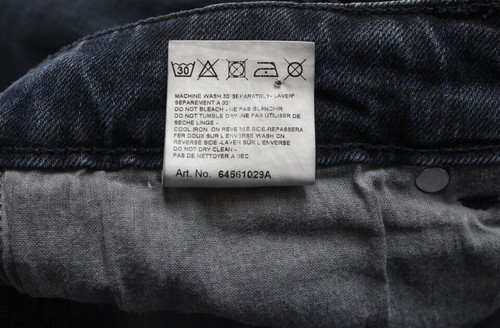 30
MACHINE WASH 30° SEPARATELY- LAVER
SEPAREMENT A 30°
DO NOT BLEACH - NE PAS BLANCHIR
DO NOT TUMBLE DRY -NE PAS UTILISER DE
SECHE LINGE -
COOL IRON ON REVERSE SIDE-REPASSERA
FER DOUX SUR L'ENVERSE WASH ON
REVERSE SIDE -LAVER SUR L'ENVERSE
DO NOT DRY CLEAN -
PAS DE NETTOYER A SEC
Art. No. 64561029A